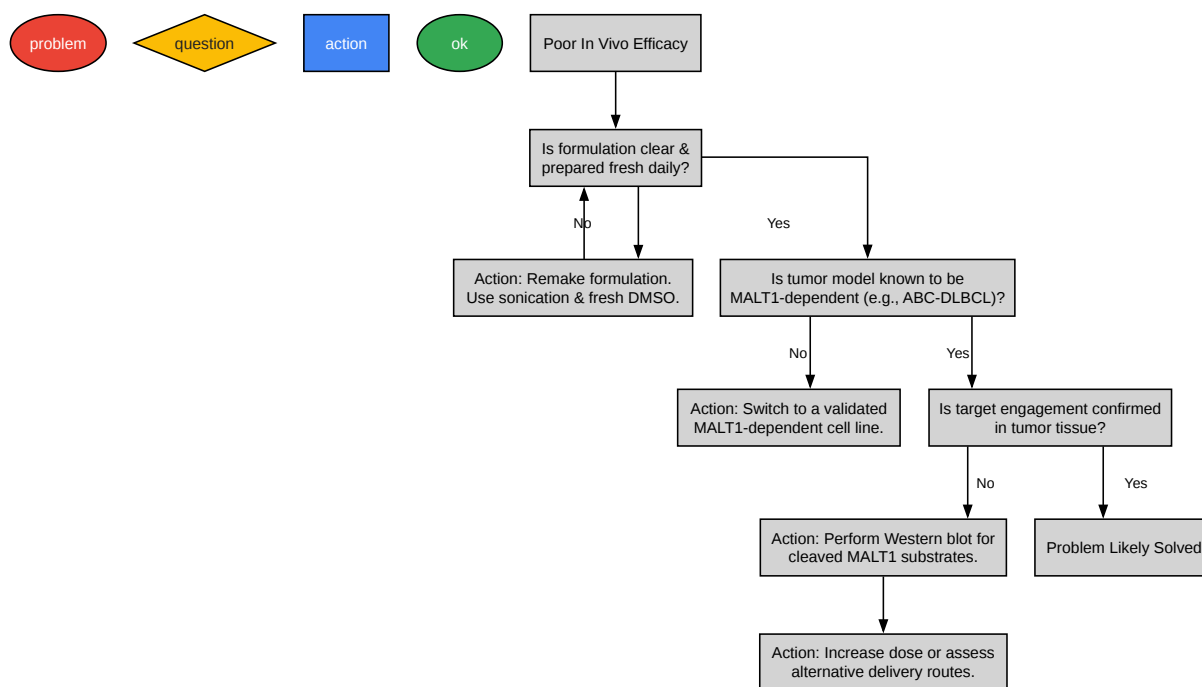 problem
question
action
ok
Poor In Vivo Efficacy
Is formulation clear &
prepared fresh daily?
No
Yes
Action: Remake formulation.
Use sonication & fresh DMSO.
Is tumor model known to be
MALT1-dependent (e.g., ABC-DLBCL)?
No
Yes
Action: Switch to a validated
MALT1-dependent cell line.
Is target engagement confirmed
in tumor tissue?
No
Yes
Action: Perform Western blot for
cleaved MALT1 substrates.
Problem Likely Solved
Action: Increase dose or assess
alternative delivery routes.